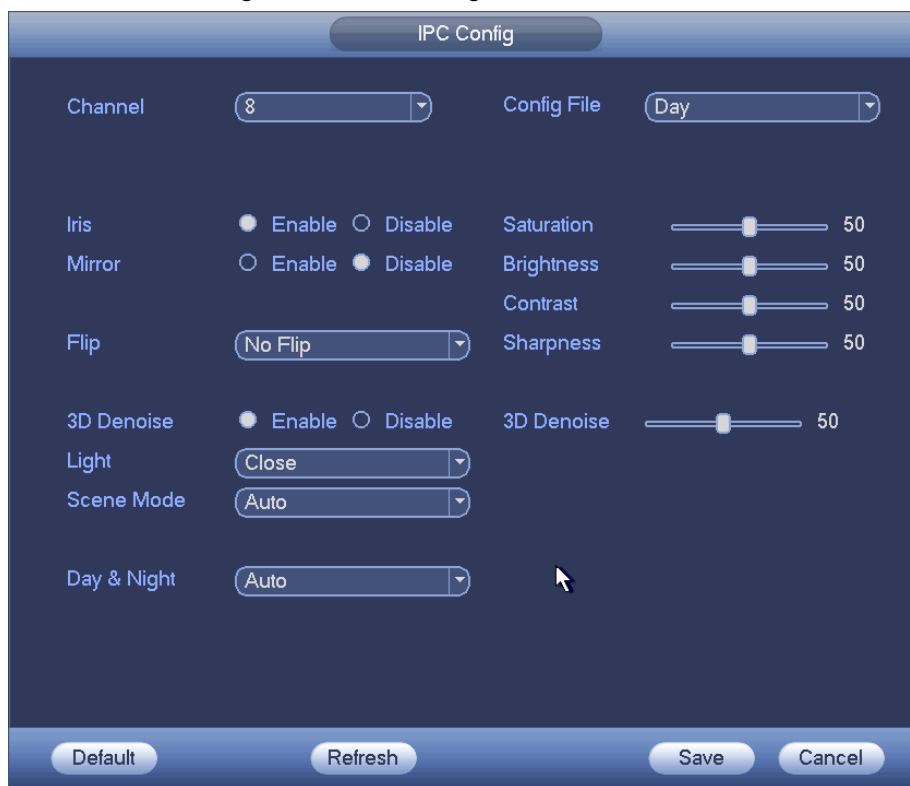 IPC Config
Channel 8 Config File Day
Iris Enable Disable Saturation 50
Mirror Enable Disable Brightness 50
Contrast 50
Flip No Flip Sharpness 50
3D Denoise Enable Disable 3D Denoise 50
Light Close
Scene Mode Auto
Day & Night Auto
Default Refresh Save Cancel